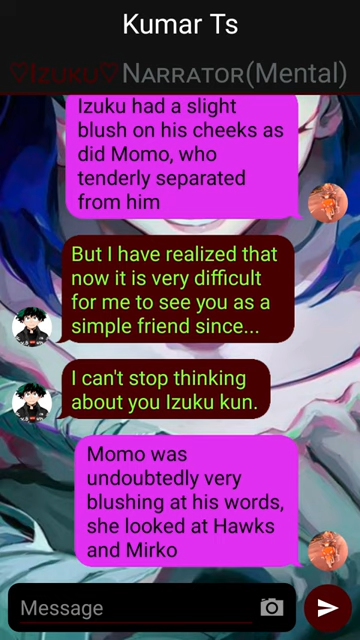 Kumar Ts
♡Izuku♡Narrator(Mental)
Izuku had a slight
blush on his cheeks as
did Momo, who
tenderly separated
from him
But I have realized that
now it is very difficult
for me to see you as a
simple friend since...
I can't stop thinking
about you Izuku kun.
Momo was
undoubtedly very
blushing at his words,
she looked at Hawks
and Mirko
Message